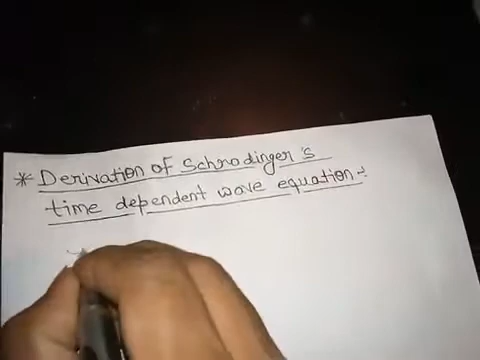 * Derivation of Schrodinger's
time dependent wave equation :-